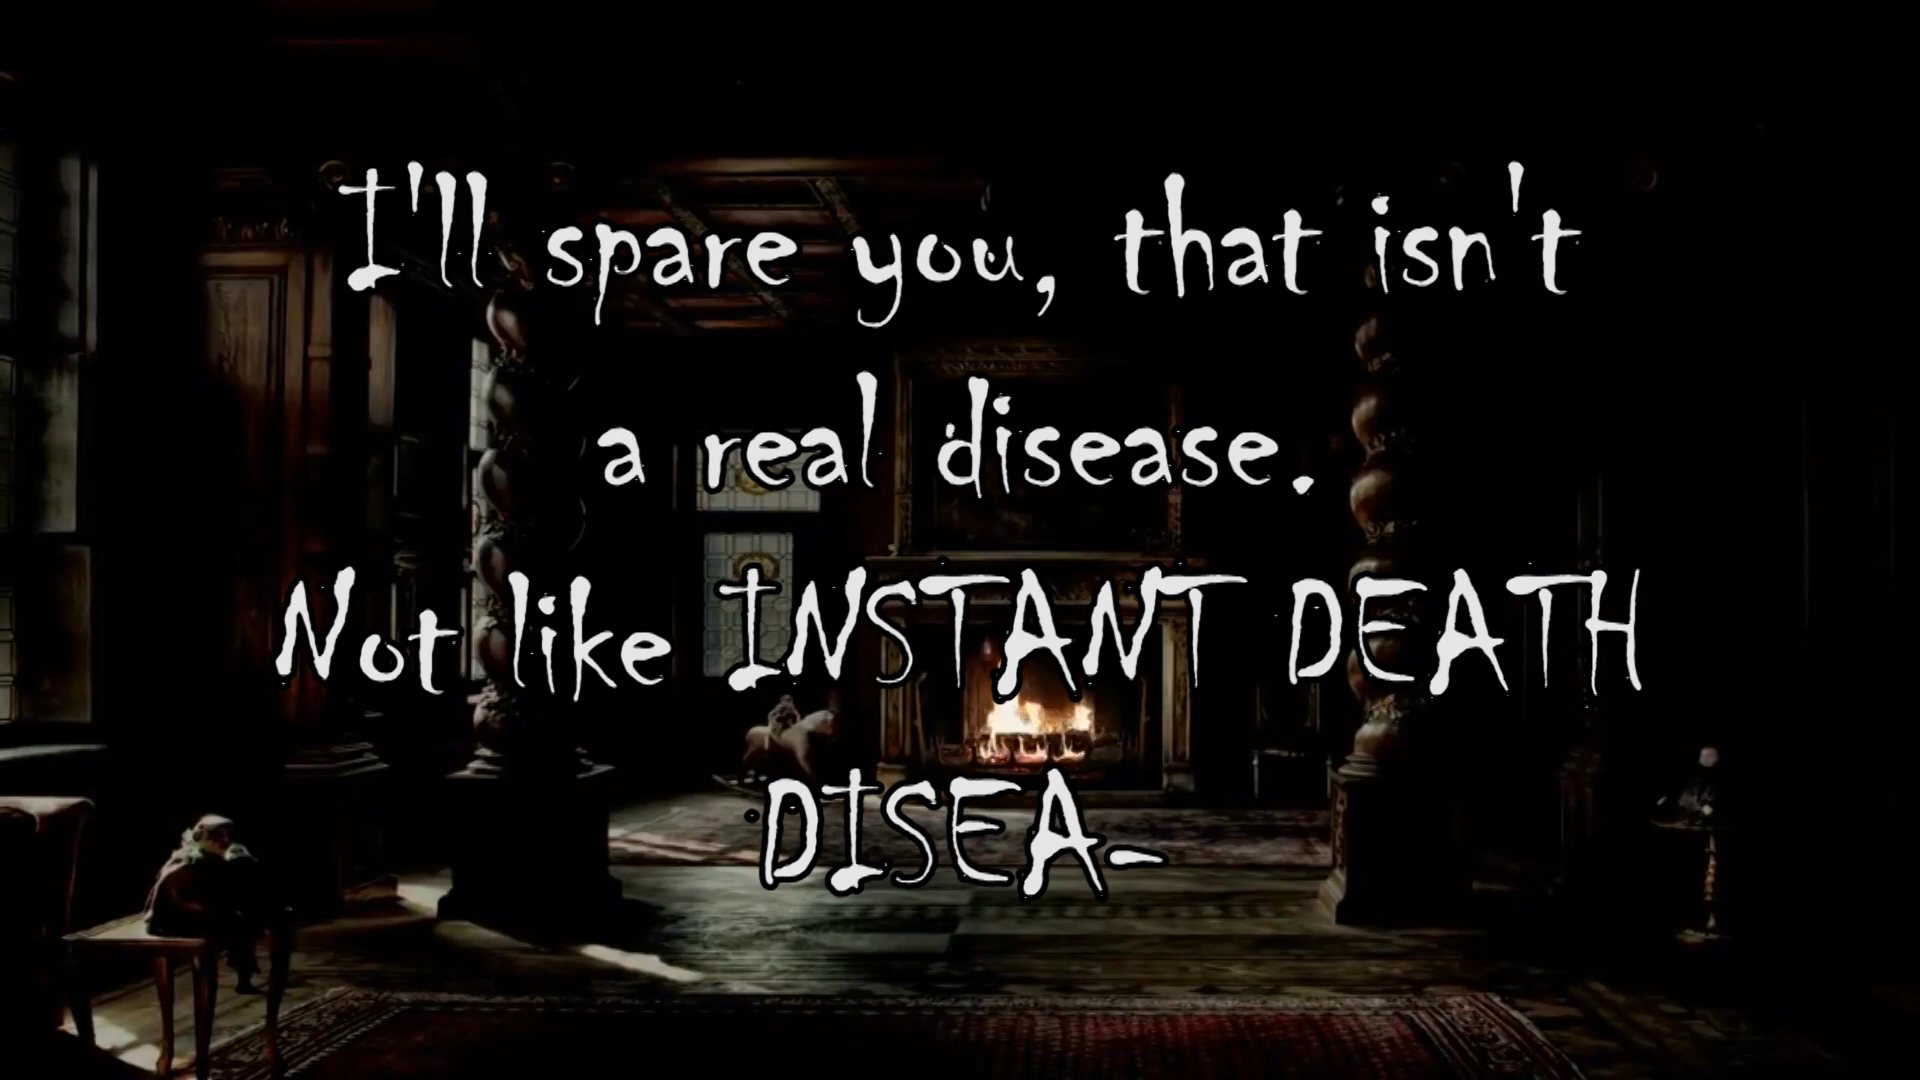 I'll spare you, that isn't
a real disease.
Not like INSTANT DEATH
DISEA-